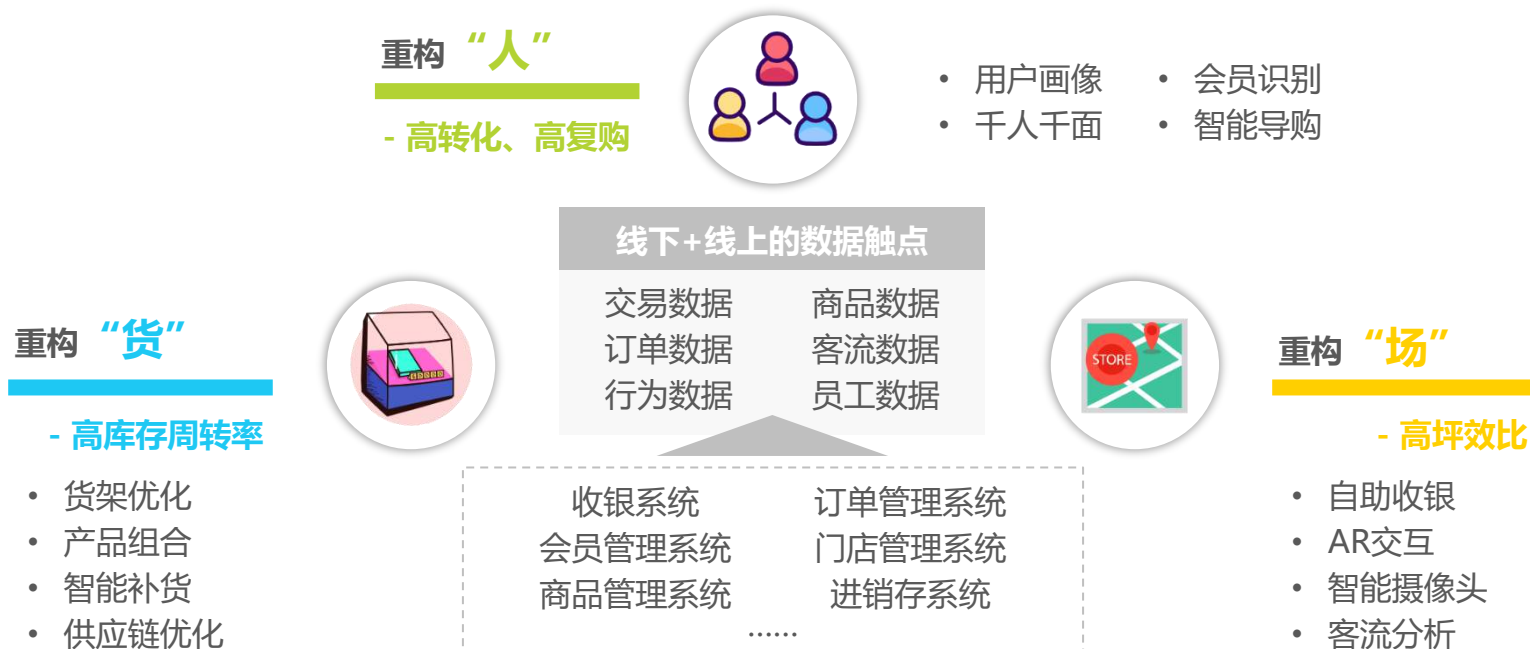 重构“人”
- 高转化、高复购
• 用户画像
• 千人千面
• 会员识别
• 智能导购
线下+线上的数据触点
交易数据 商品数据
订单数据 客流数据
行为数据 员工数据
重构“货”
- 高库存周转率
• 货架优化
• 产品组合
• 智能补货
• 供应链优化
STORE
重构“场”
- 高坪效比
• 自助收银
• AR交互
• 智能摄像头
• 客流分析
收银系统 订单管理系统
会员管理系统 门店管理系统
商品管理系统 进销存系统
......